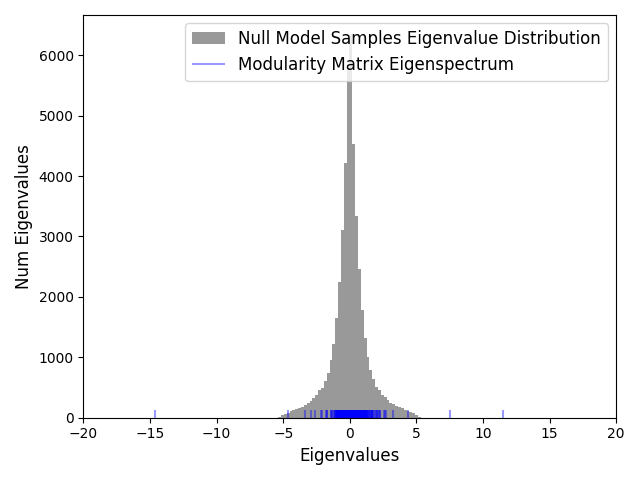 Null Model Samples Eigenvalue Distribution
Modularity Matrix Eigenspectrum
6000
5000
4000
3000
2000
1000
0
Num Eigenvalues
−20 −15 −10 −5 0 5 10 15 20
Eigenvalues